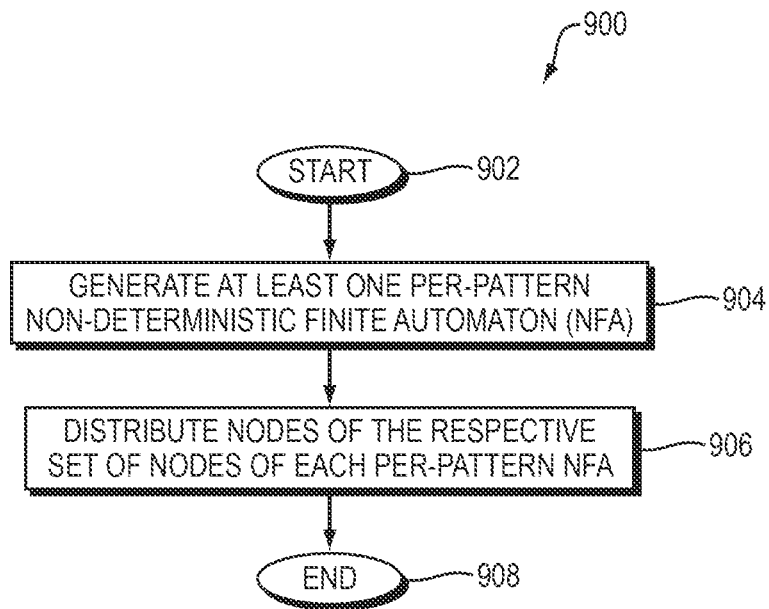 900
START
902
GENERATE AT LEAST ONE PER-PATTERN
NON-DETERMINISTIC FINITE AUTOMATON (NFA)
904
DISTRIBUTE NODES OF THE RESPECTIVE
SET OF NODES OF EACH PER-PATTERN NFA
906
END
908